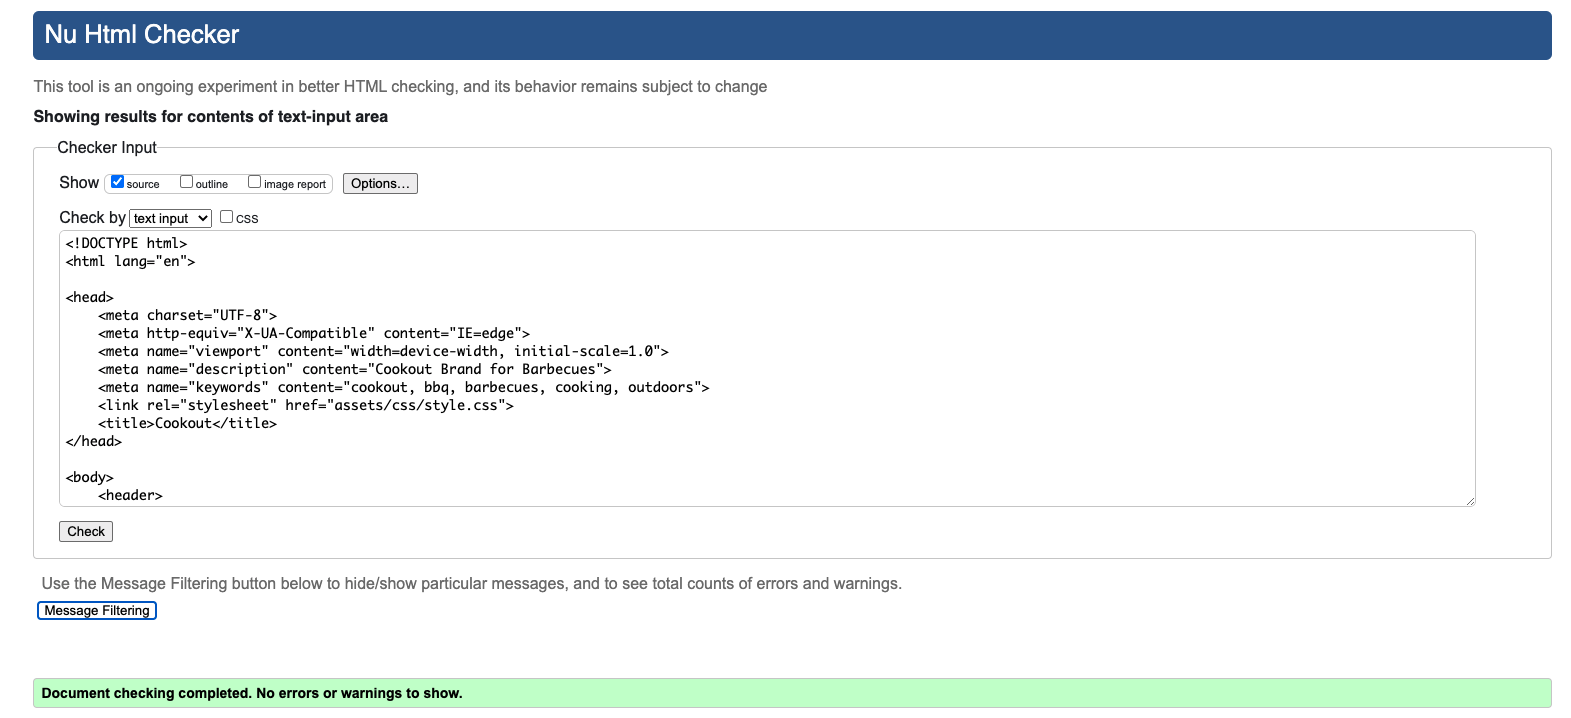 Nu Html Checker
This tool is an ongoing experiment in better HTML checking, and its behavior remains subject to change
Showing results for contents of text-input area
Checker Input
Show source outline image report Options...
Check by text input css
<!DOCTYPE html>
<html lang="en">
<head>
    <meta charset="UTF-8">
    <meta http-equiv="X-UA-Compatible" content="IE=edge">
    <meta name="viewport" content="width=device-width, initial-scale=1.0">
    <meta name="description" content="Cookout Brand for Barbecues">
    <meta name="keywords" content="cookout, bbq, barbecues, cooking, outdoors">
    <link rel="stylesheet" href="assets/css/style.css">
    <title>Cookout</title>
</head>
<body>
    <header>
Check
Use the Message Filtering button below to hide/show particular messages, and to see total counts of errors and warnings.
Message Filtering
Document checking completed. No errors or warnings to show.